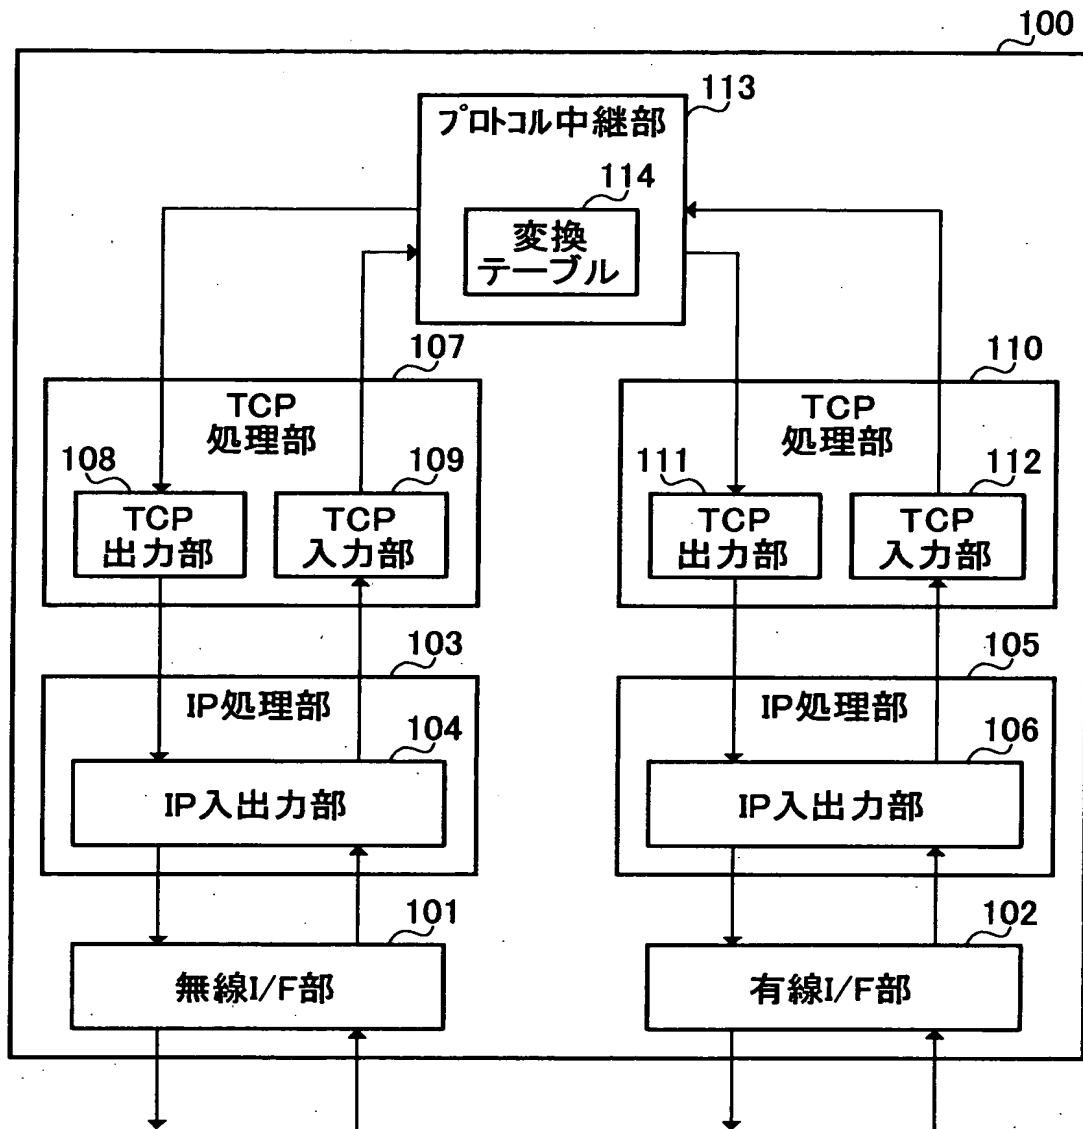 100
113
プロトコル中継部
114
変換
テーブル
107
TCP
処理部
108
TCP
出力部
109
TCP
入力部
110
TCP
処理部
111
TCP
出力部
112
TCP
入力部
103
IP処理部
104
IP入出力部
105
IP処理部
106
IP入出力部
101
無線I/F部
102
有線I/F部